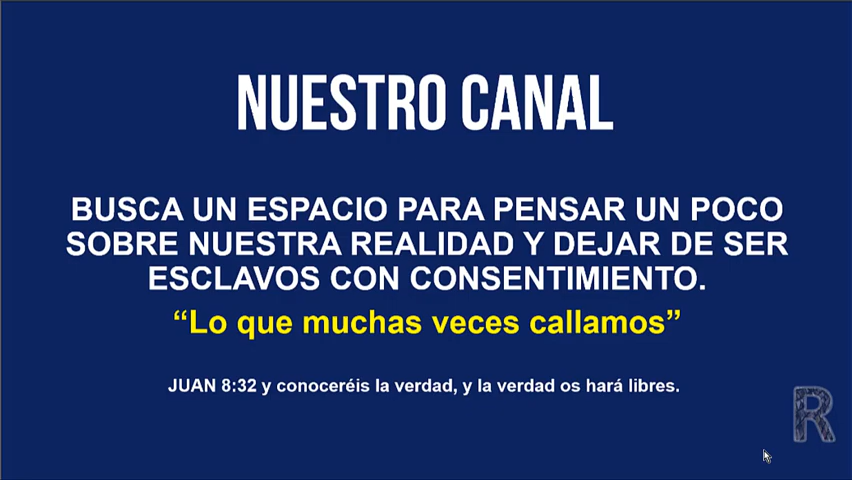 NUESTRO CANAL
BUSCA UN ESPACIO PARA PENSAR UN POCO
SOBRE NUESTRA REALIDAD Y DEJAR DE SER
ESCLAVOS CON CONSENTIMIENTO.
“Lo que muchas veces callamos”
JUAN 8:32 y conoceréis la verdad, y la verdad os hará libres.
R